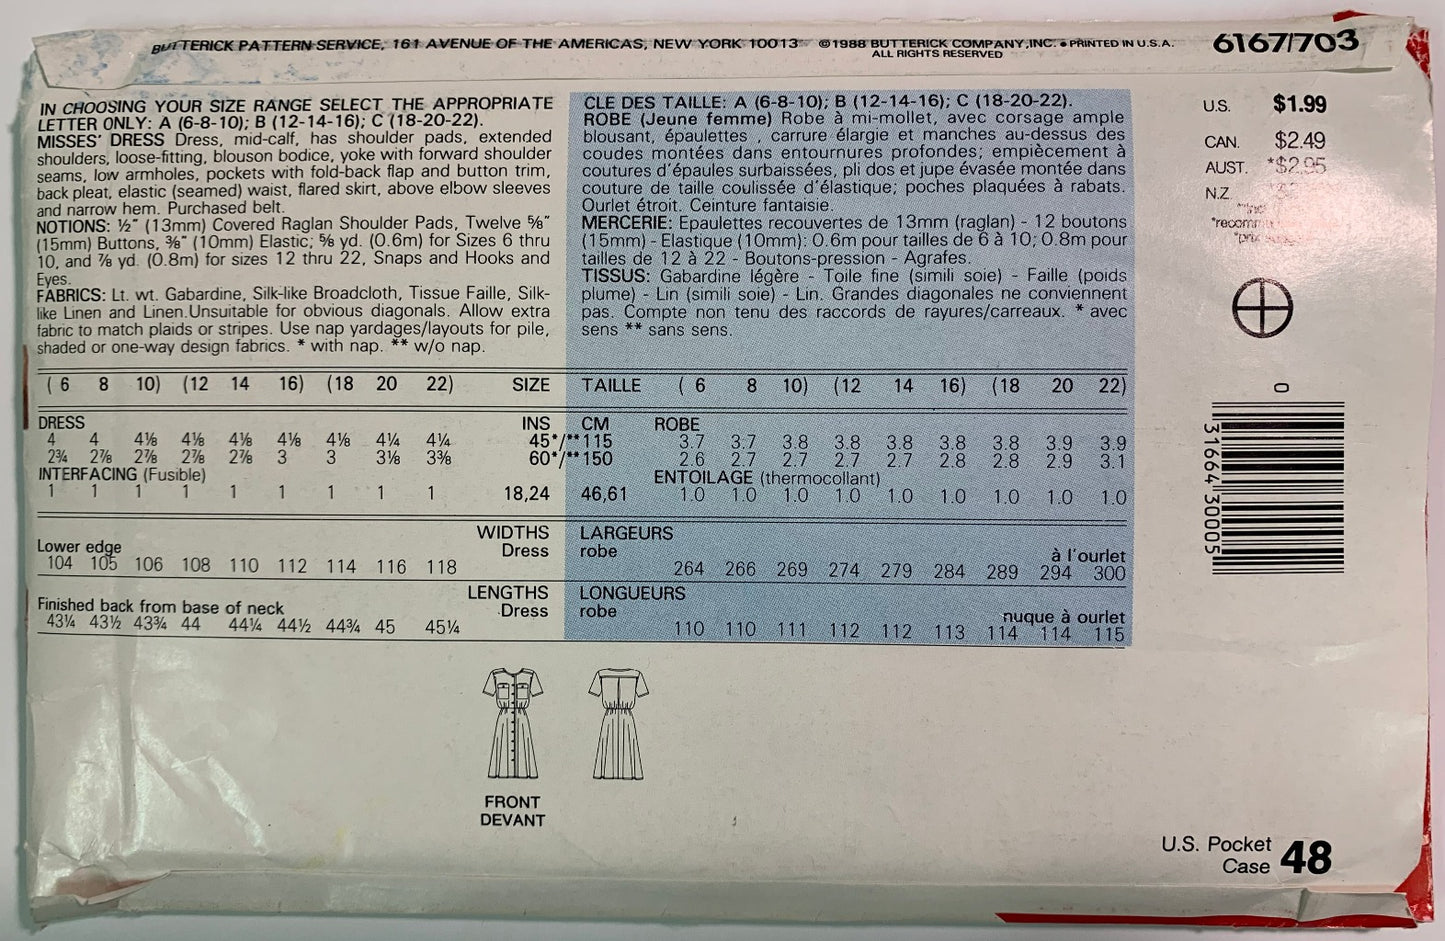 BUTTERICK PATTERN SERVICE, 161 AVENUE OF THE AMERICAS, NEW YORK 10013 ©1988 BUTTERICK COMPANY,INC. • PRINTED IN U.S.A.
ALL RIGHTS RESERVED
6167/703
IN CHOOSING YOUR SIZE RANGE SELECT THE APPROPRIATE
LETTER ONLY: A (6-8-10); B (12-14-16); C (18-20-22).
MISSES' DRESS Dress, mid-calf, has shoulder pads, extended
shoulders, loose-fitting, blouson bodice, yoke with forward shoulder
seams, low armholes, pockets with fold-back flap and button trim,
back pleat, elastic (seamed) waist, flared skirt, above elbow sleeves
and narrow hem. Purchased belt.
NOTIONS: ½" (13mm) Covered Raglan Shoulder Pads, Twelve ⅝"
(15mm) Buttons, ⅜" (10mm) Elastic; ⅝ yd. (0.6m) for Sizes 6 thru
10, and ⅞ yd. (0.8m) for sizes 12 thru 22, Snaps and Hooks and
Eyes.
FABRICS: Lt. wt. Gabardine, Silk-like Broadcloth, Tissue Faille, Silk-
like Linen and Linen.Unsuitable for obvious diagonals. Allow extra
fabric to match plaids or stripes. Use nap yardages/layouts for pile,
shaded or one-way design fabrics. * with nap. ** w/o nap.
CLE DES TAILLE: A (6-8-10); B (12-14-16); C (18-20-22).
ROBE (Jeune femme) Robe à mi-mollet, avec corsage ample
blousant, épaulettes, carrure élargie et manches au-dessus des
coudes montées dans entournures profondes; empiècement à
coutures d'épaules surbaissées, pli dos et jupe évasée montée dans
couture de taille coulissée d'élastique; poches plaquées à rabats.
Ourlet étroit. Ceinture fantaisie.
MERCERIE: Epaulettes recouvertes de 13mm (raglan) - 12 boutons
(15mm) - Elastique (10mm): 0.6m pour tailles de 6 à 10; 0.8m pour
tailles de 12 à 22 - Boutons-pression - Agrafes.
TISSUS: Gabardine légère - Toile fine (simili soie) - Faille (poids
plume) - Lin (simili soie) - Lin. Grandes diagonales ne conviennent
pas. Compte non tenu des raccords de rayures/carreaux. * avec
sens ** sans sens.
U.S. $1.99
CAN. $2.49
AUST. *$2.95
N.Z.
( 6 8 10) (12 14 16) (18 20 22) SIZE TAILLE ( 6 8 10) (12 14 16) (18 20 22)
DRESS INS CM ROBE
4 4 4⅛ 4⅛ 4⅛ 4⅛ 4⅛ 4¼ 4¼ 45*/**115 3.7 3.7 3.8 3.8 3.8 3.8 3.8 3.9 3.9
2¾ 2⅞ 2⅞ 2⅞ 2⅞ 3 3 3⅛ 3⅜ 60*/**150 2.6 2.7 2.7 2.7 2.7 2.8 2.8 2.9 3.1
INTERFACING (Fusible) ENTOILAGE (thermocollant)
1 1 1 1 1 1 1 1 1 18,24 46,61 1.0 1.0 1.0 1.0 1.0 1.0 1.0 1.0 1.0
WIDTHS LARGEURS
Lower edge Dress robe à l'ourlet
104 105 106 108 110 112 114 116 118 264 266 269 274 279 284 289 294 300
LENGTHS LONGUEURS
Finished back from base of neck Dress robe nuque à ourlet
43¼ 43½ 43¾ 44 44¼ 44½ 44¾ 45 45¼ 110 110 111 112 112 113 114 114 115
0
31664 30005
FRONT
DEVANT
U.S. Pocket
Case 48